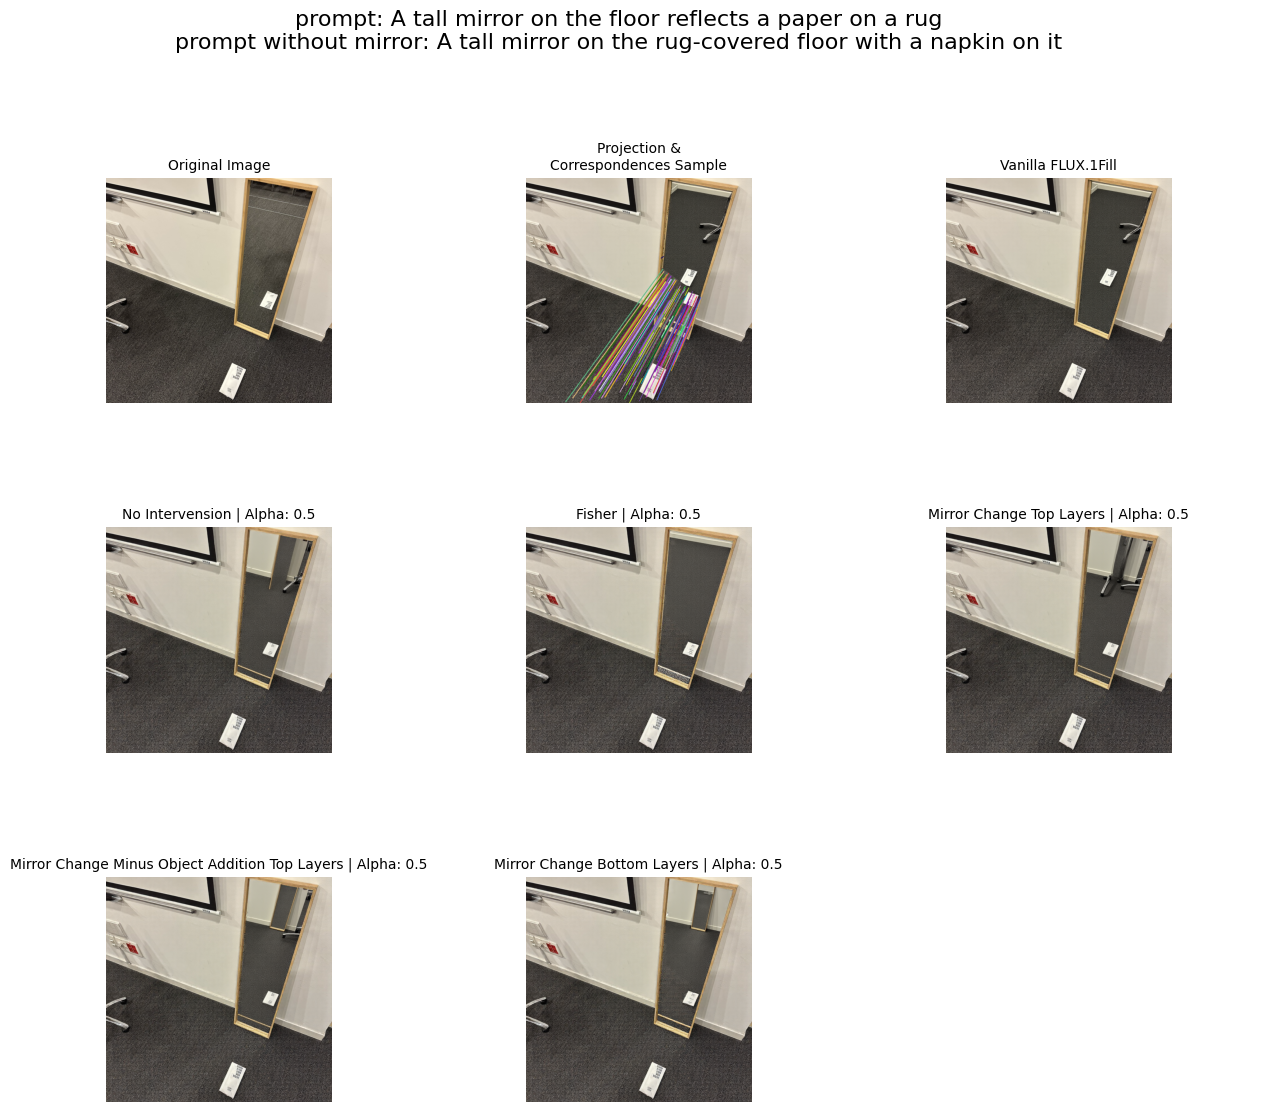 prompt: A tall mirror on the floor reflects a paper on a rug
prompt without mirror: A tall mirror on the rug-covered floor with a napkin on it
Original Image
Projection &
Correspondences Sample
Vanilla FLUX.1Fill
No Intervension | Alpha: 0.5
Fisher | Alpha: 0.5
Mirror Change Top Layers | Alpha: 0.5
Mirror Change Minus Object Addition Top Layers | Alpha: 0.5
Mirror Change Bottom Layers | Alpha: 0.5